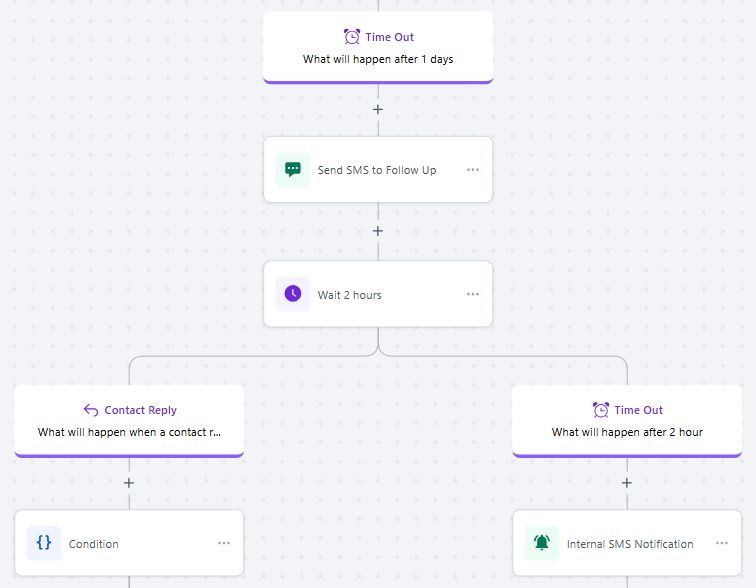 Time Out
What will happen after 1 days
Send SMS to Follow Up
Wait 2 hours
Contact Reply
What will happen when a contact r...
Time Out
What will happen after 2 hour
Condition
Internal SMS Notification